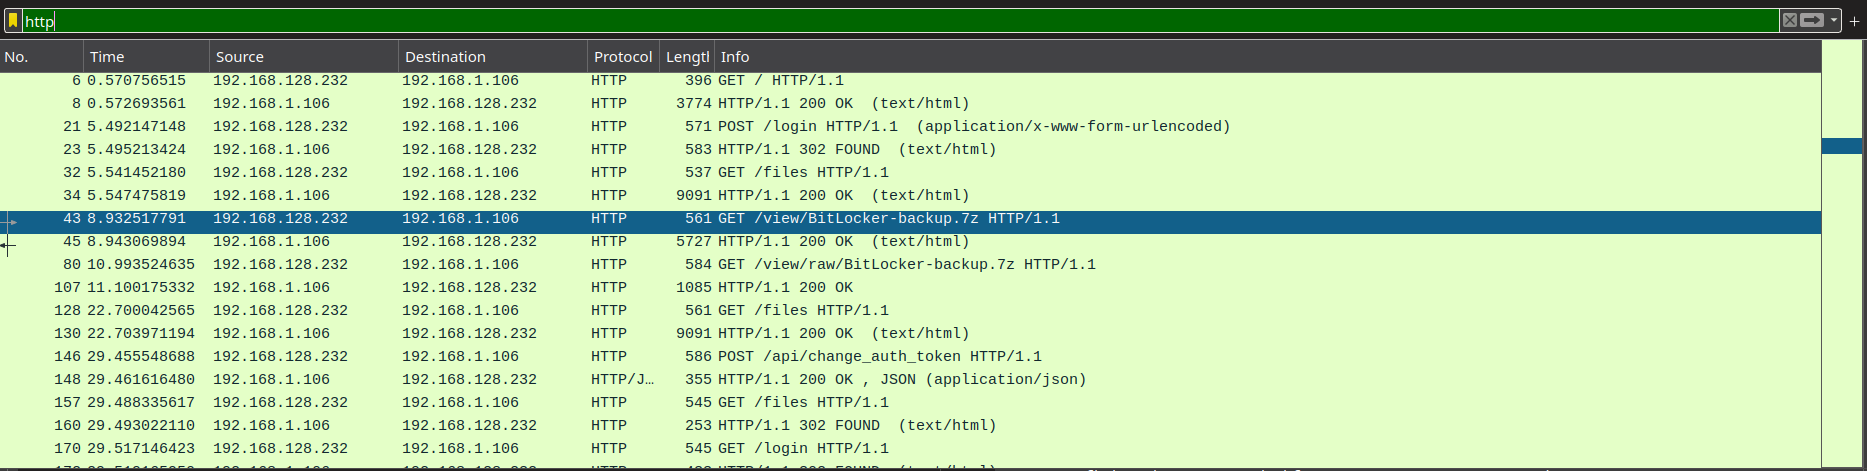 http
No. Time Source Destination Protocol Lengtl Info
6 0.570756515 192.168.128.232 192.168.1.106 HTTP 396 GET / HTTP/1.1
8 0.572693561 192.168.1.106 192.168.128.232 HTTP 3774 HTTP/1.1 200 OK (text/html)
21 5.492147148 192.168.128.232 192.168.1.106 HTTP 571 POST /login HTTP/1.1 (application/x-www-form-urlencoded)
23 5.495213424 192.168.1.106 192.168.128.232 HTTP 583 HTTP/1.1 302 FOUND (text/html)
32 5.541452180 192.168.128.232 192.168.1.106 HTTP 537 GET /files HTTP/1.1
34 5.547475819 192.168.1.106 192.168.128.232 HTTP 9091 HTTP/1.1 200 OK (text/html)
43 8.932517791 192.168.128.232 192.168.1.106 HTTP 561 GET /view/BitLocker-backup.7z HTTP/1.1
45 8.943069894 192.168.1.106 192.168.128.232 HTTP 5727 HTTP/1.1 200 OK (text/html)
80 10.993524635 192.168.128.232 192.168.1.106 HTTP 584 GET /view/raw/BitLocker-backup.7z HTTP/1.1
107 11.100175332 192.168.1.106 192.168.128.232 HTTP 1085 HTTP/1.1 200 OK
128 22.700042565 192.168.128.232 192.168.1.106 HTTP 561 GET /files HTTP/1.1
130 22.703971194 192.168.1.106 192.168.128.232 HTTP 9091 HTTP/1.1 200 OK (text/html)
146 29.455548688 192.168.128.232 192.168.1.106 HTTP 586 POST /api/change_auth_token HTTP/1.1
148 29.461616480 192.168.1.106 192.168.128.232 HTTP/J… 355 HTTP/1.1 200 OK , JSON (application/json)
157 29.488335617 192.168.128.232 192.168.1.106 HTTP 545 GET /files HTTP/1.1
160 29.493022110 192.168.1.106 192.168.128.232 HTTP 253 HTTP/1.1 302 FOUND (text/html)
170 29.517146423 192.168.128.232 192.168.1.106 HTTP 545 GET /login HTTP/1.1